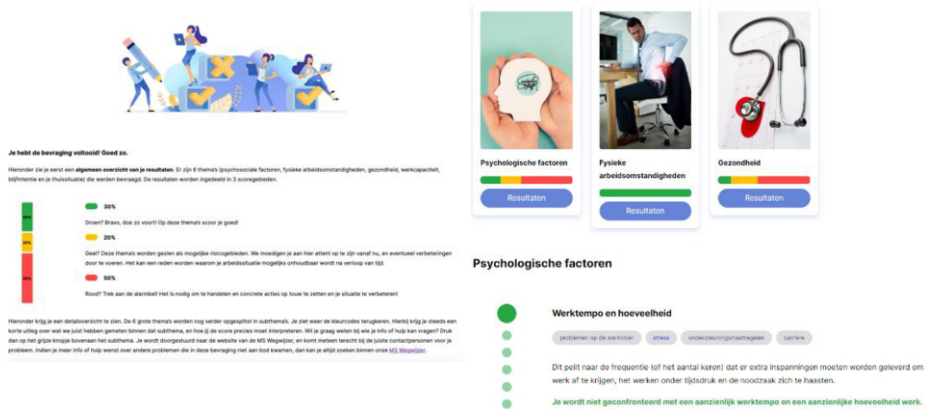 Je hebt de bevraging voltooid! Goed zo.
Hieronder zie je eerst een algemeen overzicht van je resultaten. Er zijn 6 thema's (psychosociale factoren, fysieke arbeidsomstandigheden, gezondheid, werkcapaciteit,
blijfintentie en je thuissituatie) die werden bevraagd. De resultaten worden ingedeeld in 3 scoregebieden.
30%
30%
Groen? Bravo, doe zo voort! Op deze thema's scoor je goed!
20%
20%
Geel? Deze thema's worden gezien als mogelijke risicogebieden. We moedigen je aan hier attent op te zijn vanaf nu, en eventueel verbeteringen
door te voeren. Het kan een reden worden waarom je arbeidssituatie mogelijks onhoudbaar wordt na verloop van tijd.
50%
50%
Rood? Trek aan de alarmbel! Het is nodig om te handelen en concrete acties op touw te zetten en je situatie te verbeteren!
Hieronder krijg je een detailoverzicht te zien. De 6 grote thema's worden nog verder opgesplitst in subthema's. Je ziet weer de kleurcodes terugkeren. Hierbij krijg je steeds een
korte uitleg over wat we juist hebben gemeten binnen dat subthema, en hoe jij de score precies moet interpreteren. Wil je graag weten bij wie je info of hulp kan vragen? Druk
dan op het grijze knopje bovenaan het subthema. Je wordt doorgestuurd naar de website van de MS Wegwijzer, en komt meteen terecht bij de juiste contactpersonen voor je
probleem. Indien je meer info of hulp wenst over andere problemen die in deze bevraging niet aan bod kwamen, dan kan je altijd zoeken binnen onze MS Wegwijzer.
Psychologische factoren
Resultaten
Fysieke
arbeidsomstandigheden
Resultaten
Gezondheid
Resultaten
Psychologische factoren
Werktempo en hoeveelheid
problemen op de werkvloer stress ondersteuningsmaatregelen carriere
Dit peilt naar de frequentie (of het aantal keren) dat er extra inspanningen moeten worden geleverd om
werk af te krijgen, het werken onder tijdsdruk en de noodzaak zich te haasten.
Je wordt niet geconfronteerd met een aanzienlijk werktempo en een aanzienlijke hoeveelheid werk.